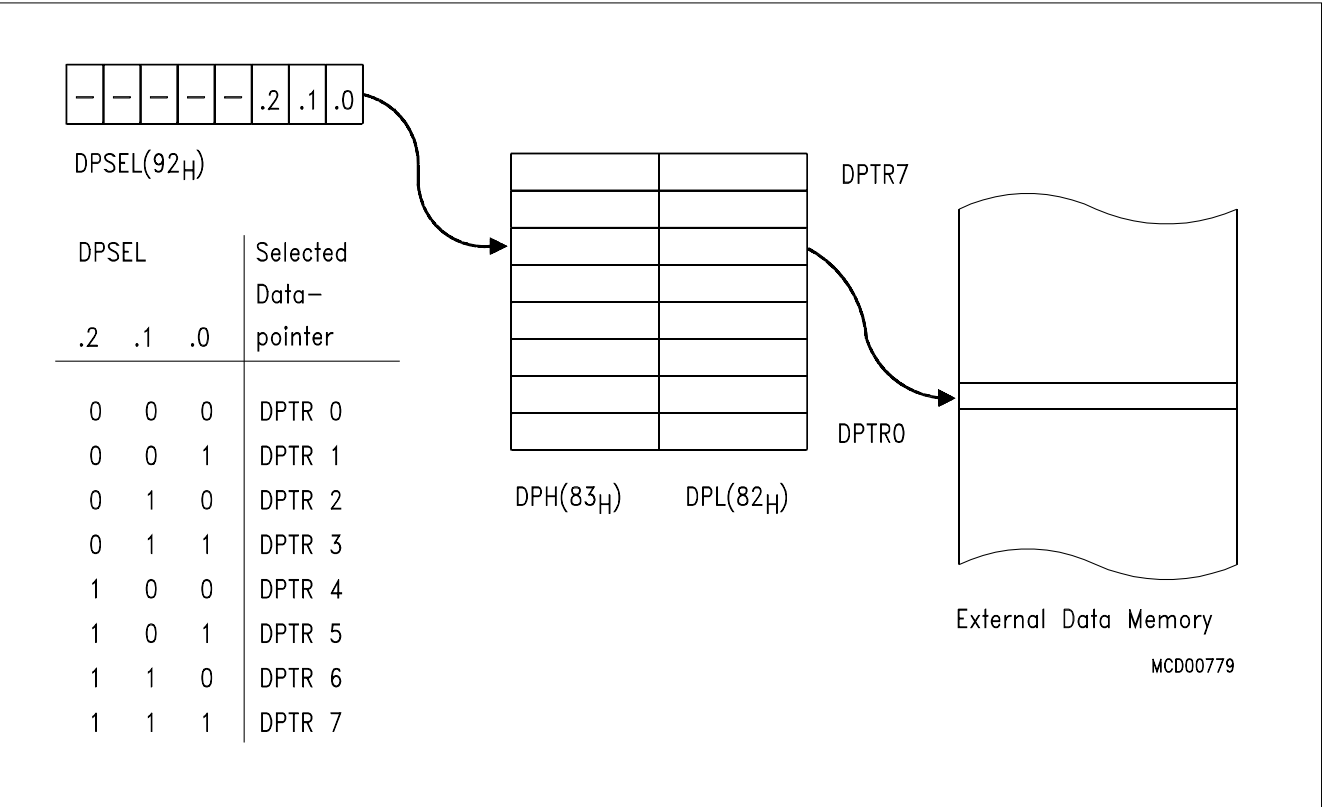 – – – – – .2 .1 .0
DPSEL(92H)
DPSEL Selected
Data–
.2 .1 .0 pointer
0 0 0 DPTR 0
0 0 1 DPTR 1
0 1 0 DPTR 2
0 1 1 DPTR 3
1 0 0 DPTR 4
1 0 1 DPTR 5
1 1 0 DPTR 6
1 1 1 DPTR 7
DPTR7
DPTR0
DPH(83H) DPL(82H)
External Data Memory
MCD00779